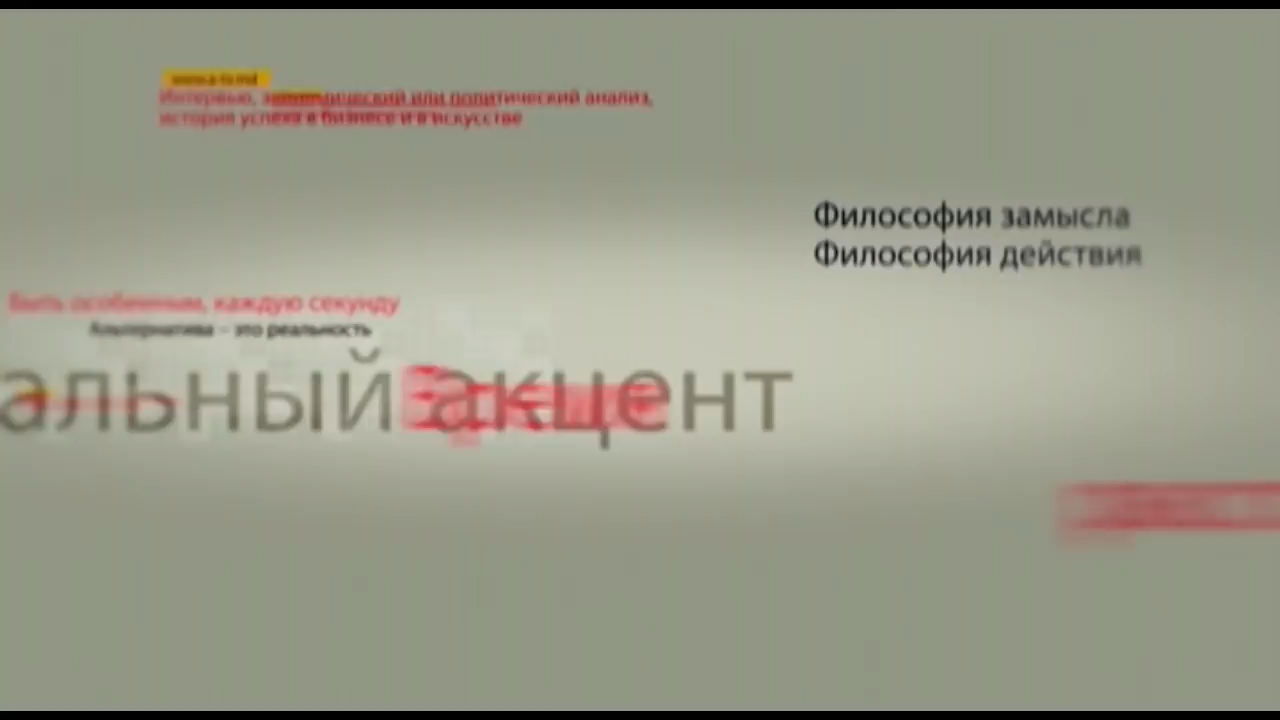 Интервью, экономический или политический анализ,
история успеха в бизнесе и в искусстве
Философия замысла
Философия действия
Быть особенным, каждую секунду
Альтернатива – это реальность
альный акцент